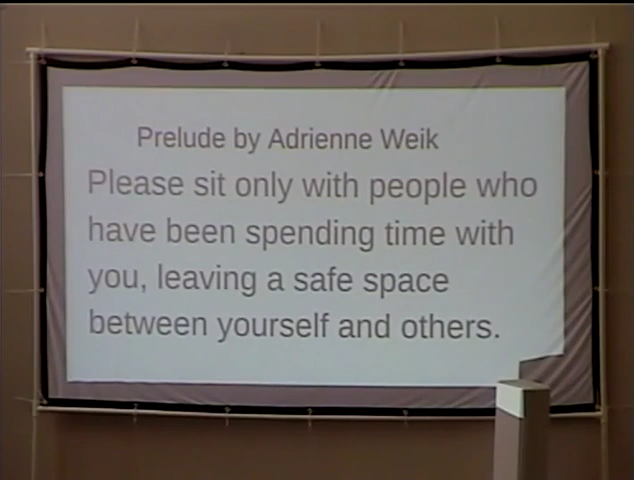 Prelude by Adrienne Weik
Please sit only with people who
have been spending time with
you, leaving a safe space
between yourself and others.